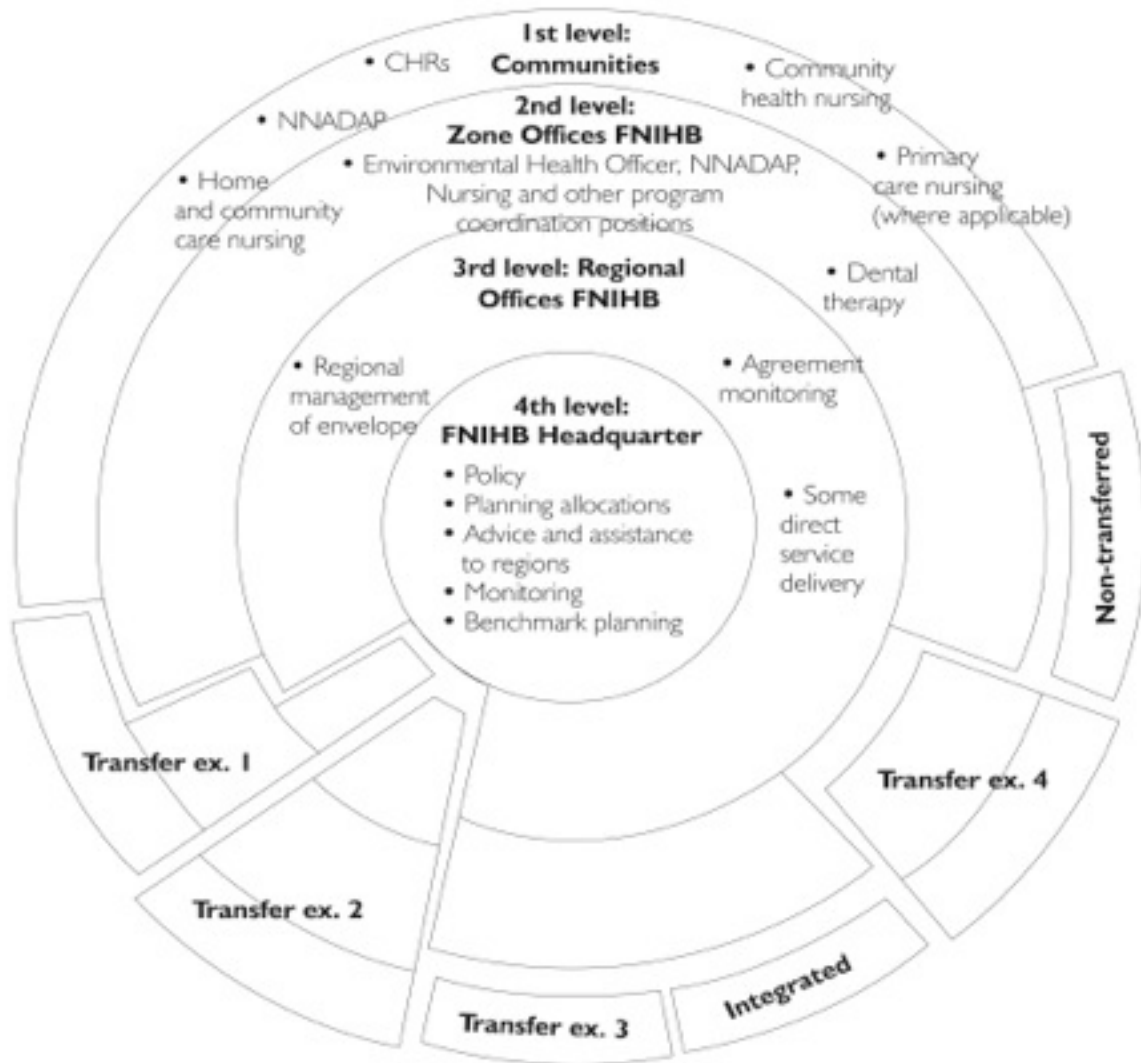 1st level:
Communities
• CHRs
• Community
health nursing
• NNADAP
2nd level:
Zone Offices FNIHB
• Environmental Health Officer, NNADAP,
Nursing and other program
coordination positions
• Home
and community
care nursing
• Primary
care nursing
(where applicable)
• Dental
therapy
3rd level: Regional
Offices FNIHB
• Regional
management
of envelope
• Agreement
monitoring
• Some
direct
service
delivery
4th level:
FNIHB Headquarter
• Policy
• Planning allocations
• Advice and assistance
to regions
• Monitoring
• Benchmark planning
Non-transferred
Transfer ex. 1
Transfer ex. 2
Transfer ex. 3
Integrated
Transfer ex. 4